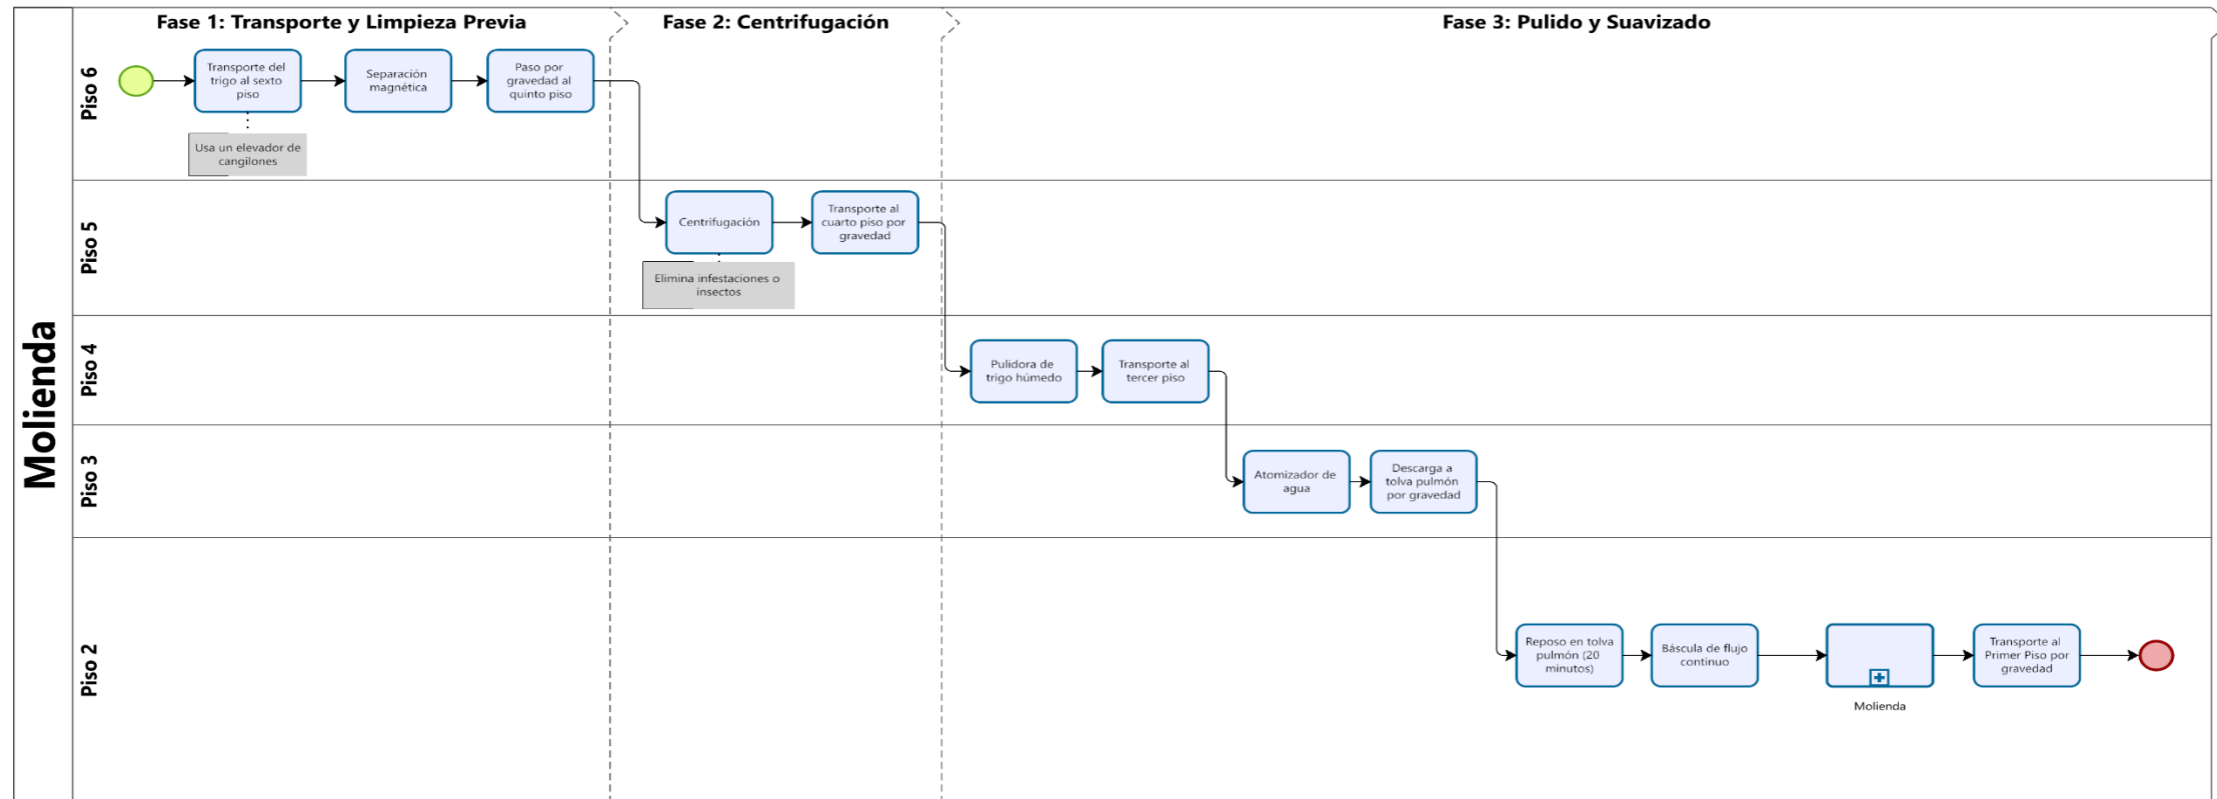 Fase 1: Transporte y Limpieza Previa
Fase 2: Centrifugación
Fase 3: Pulido y Suavizado
Molienda
Piso 6
Transporte del
trigo al sexto
piso
Separación
magnética
Paso por
gravedad al
quinto piso
Usa un elevador de
cangilones
Piso 5
Centrifugación
Transporte al
cuarto piso por
gravedad
Elimina infestaciones o
insectos
Piso 4
Pulidora de
trigo húmedo
Transporte al
tercer piso
Piso 3
Atomizador de
agua
Descarga a
tolva pulmón
por gravedad
Piso 2
Reposo en tolva
pulmón (20
minutos)
Báscula de flujo
continuo
Molienda
Transporte al
Primer Piso por
gravedad